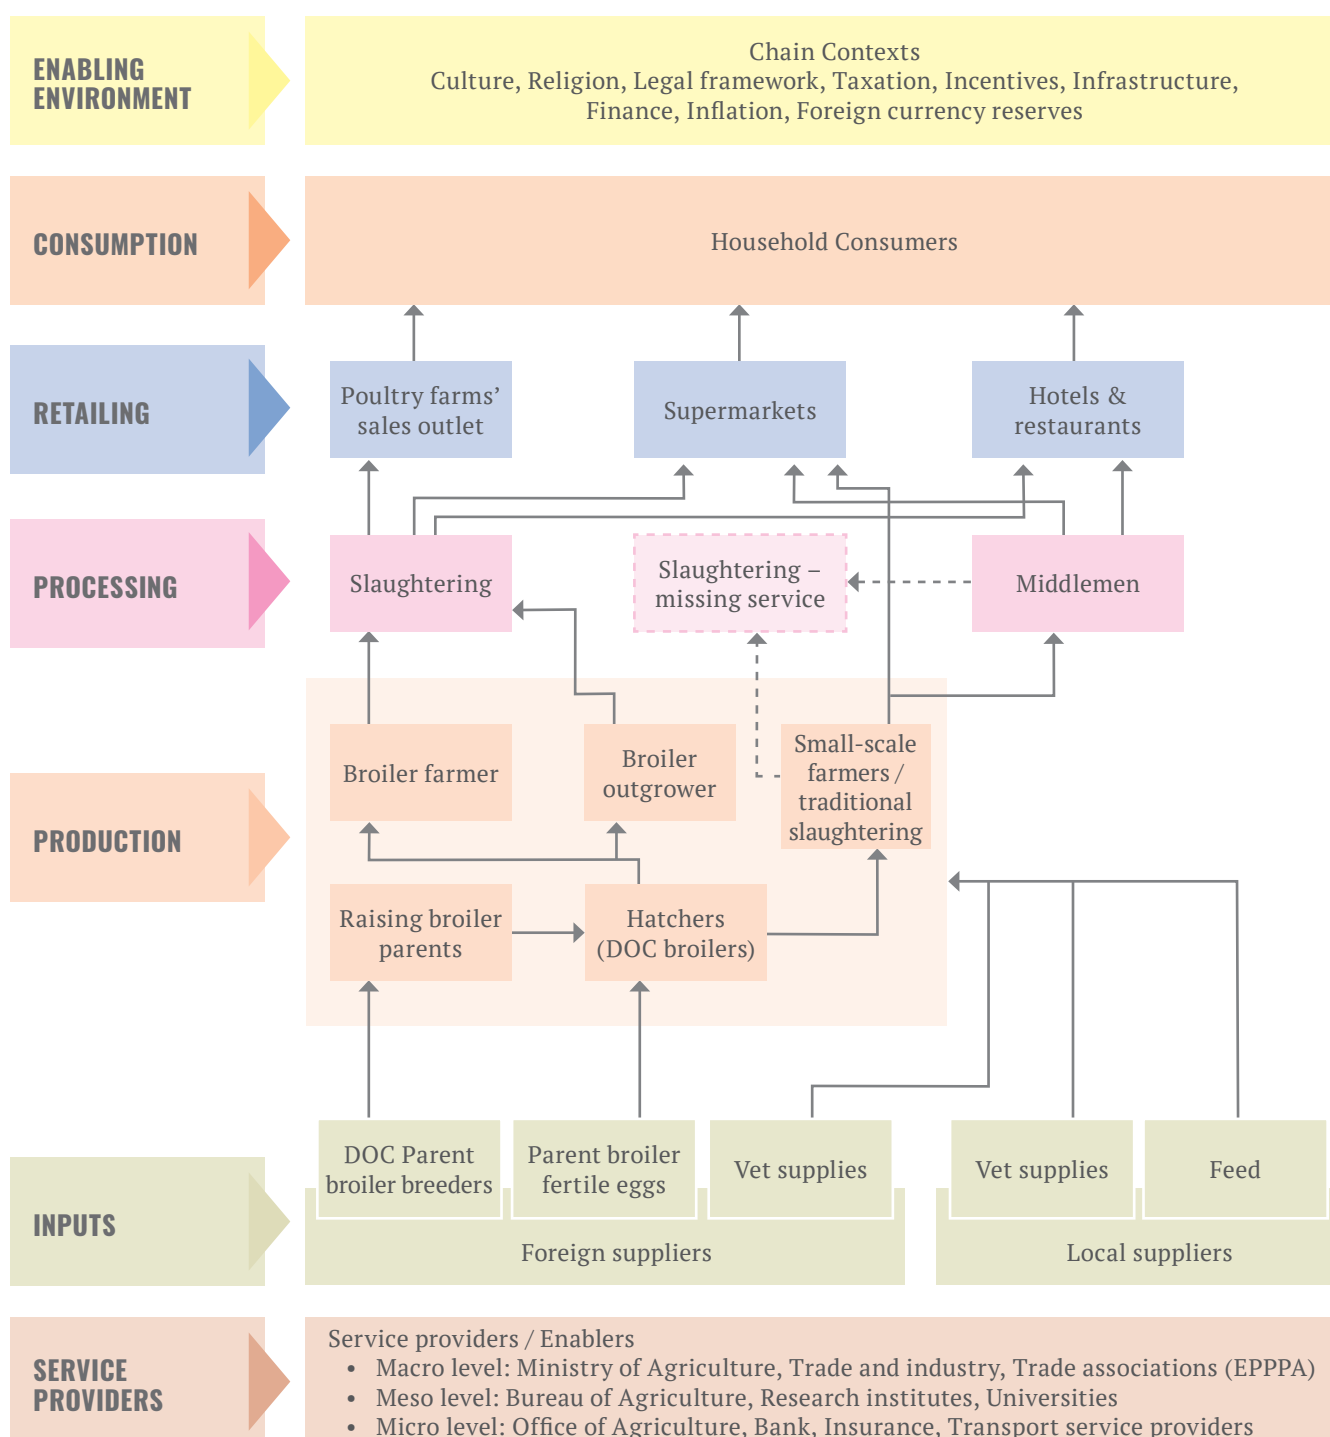 ENABLING
ENVIRONMENT
Chain Contexts
Culture, Religion, Legal framework, Taxation, Incentives, Infrastructure,
Finance, Inflation, Foreign currency reserves
CONSUMPTION
Household Consumers
RETAILING
Poultry farms’
sales outlet
Supermarkets
Hotels &
restaurants
PROCESSING
Slaughtering
Slaughtering –
missing service
Middlemen
PRODUCTION
Broiler farmer
Broiler
outgrower
Small-scale
farmers /
traditional
slaughtering
Raising broiler
parents
Hatchers
(DOC broilers)
INPUTS
DOC Parent
broiler breeders
Parent broiler
fertile eggs
Vet supplies
Vet supplies
Feed
Foreign suppliers
Local suppliers
SERVICE
PROVIDERS
Service providers / Enablers
• Macro level: Ministry of Agriculture, Trade and industry, Trade associations (EPPPA)
• Meso level: Bureau of Agriculture, Research institutes, Universities
• Micro level: Office of Agriculture, Bank, Insurance, Transport service providers